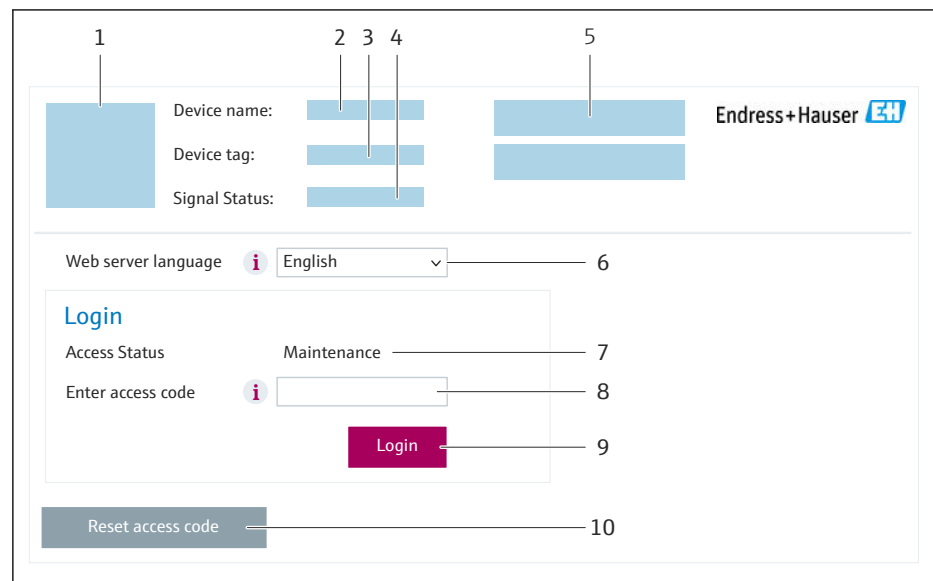 1 2 3 4 5
Device name:
Endress+Hauser EH
Device tag:
Signal Status:
Web server language i English 6
Login
Access Status Maintenance 7
Enter access code i 8
Login 9
Reset access code 10